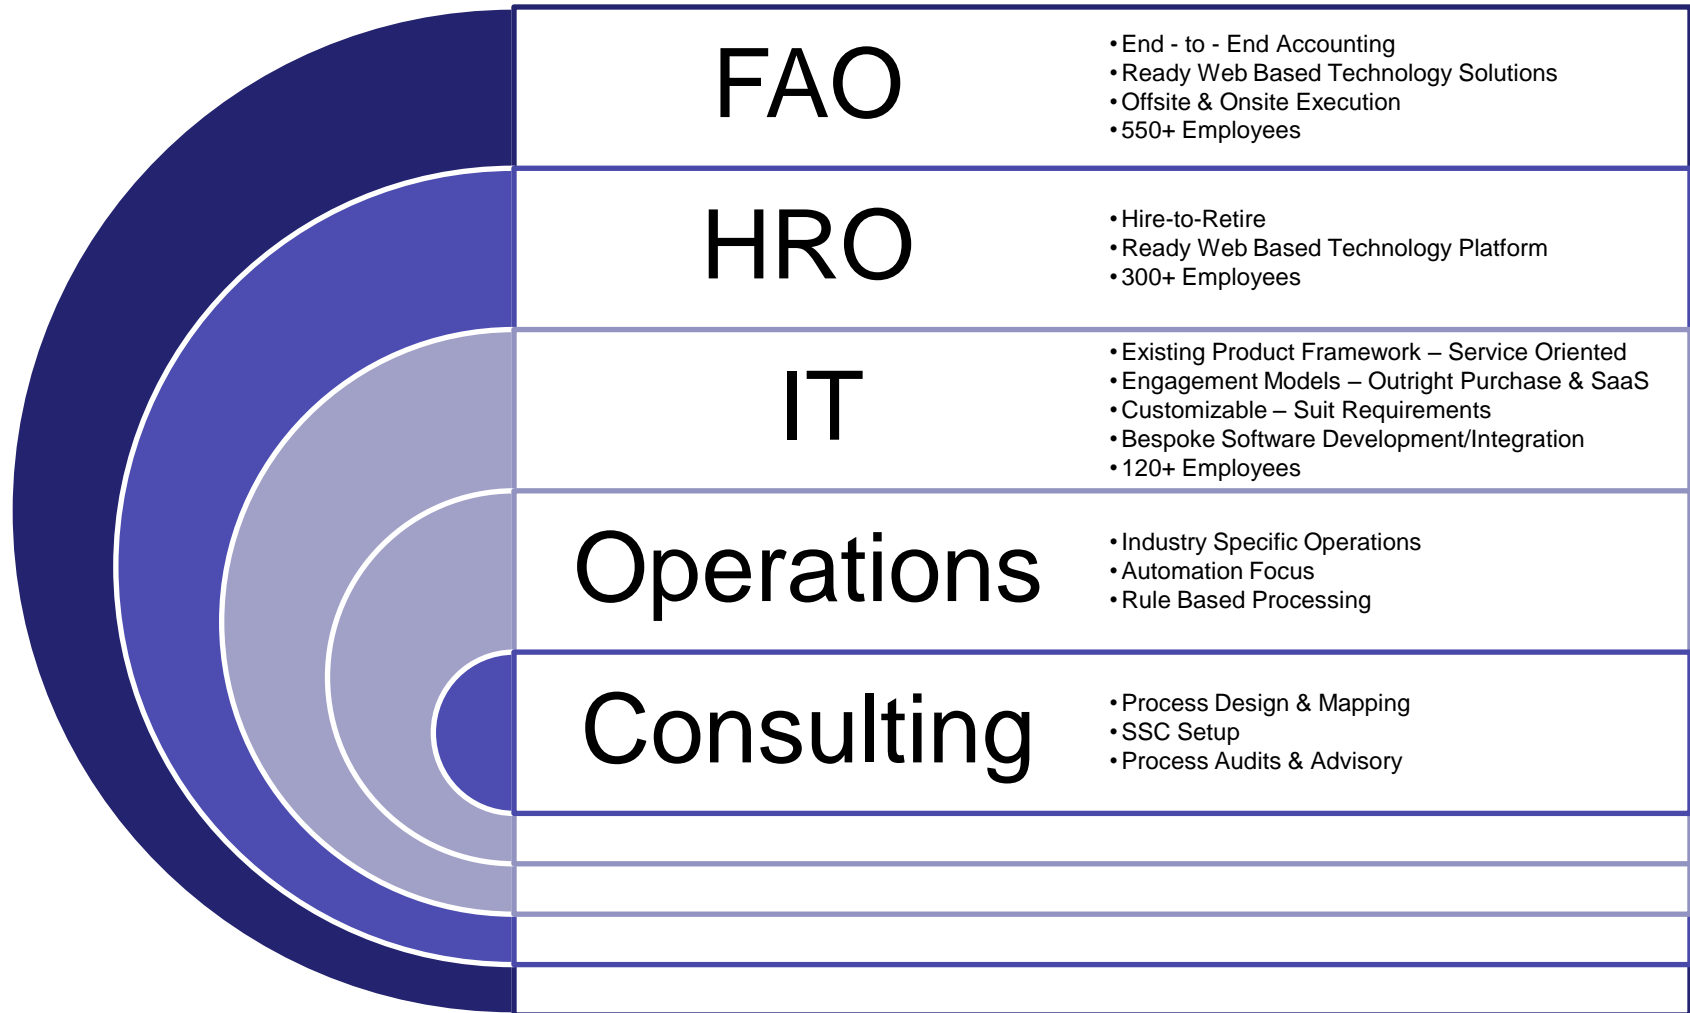 FAO
• End - to - End Accounting
• Ready Web Based Technology Solutions
• Offsite & Onsite Execution
• 550+ Employees
HRO
• Hire-to-Retire
• Ready Web Based Technology Platform
• 300+ Employees
IT
• Existing Product Framework – Service Oriented
• Engagement Models – Outright Purchase & SaaS
• Customizable – Suit Requirements
• Bespoke Software Development/Integration
• 120+ Employees
Operations
• Industry Specific Operations
• Automation Focus
• Rule Based Processing
Consulting
• Process Design & Mapping
• SSC Setup
• Process Audits & Advisory